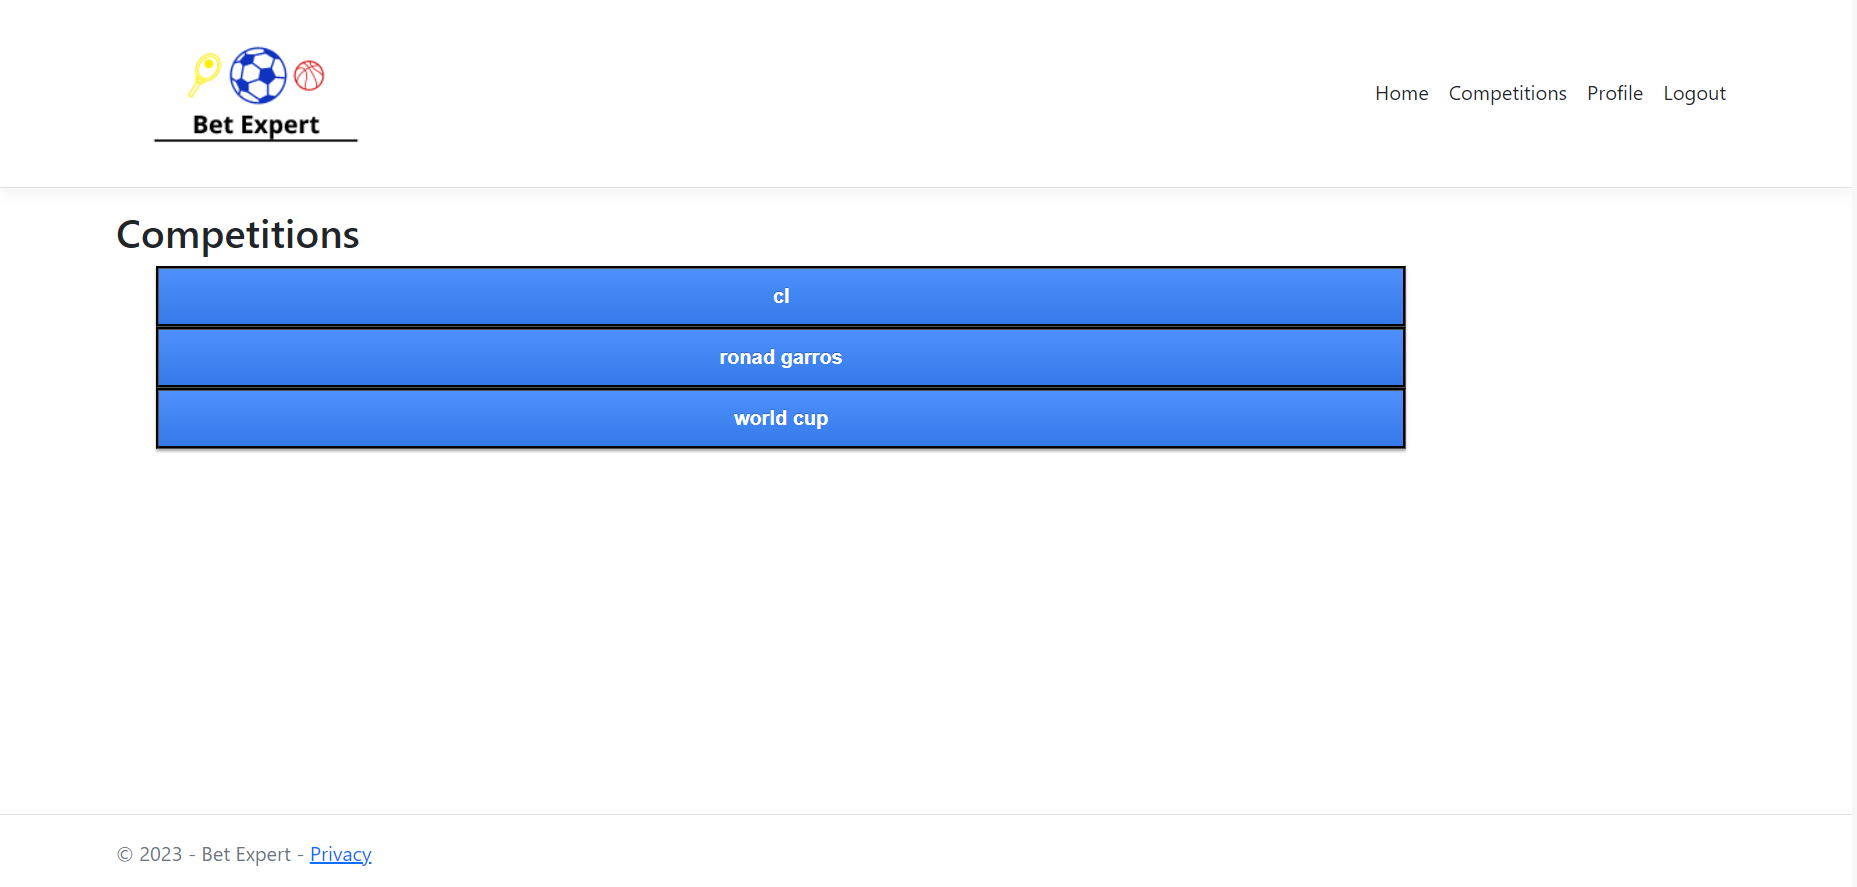 Bet Expert
Home Competitions Profile Logout
Competitions
cl
ronad garros
world cup
© 2023 - Bet Expert - Privacy